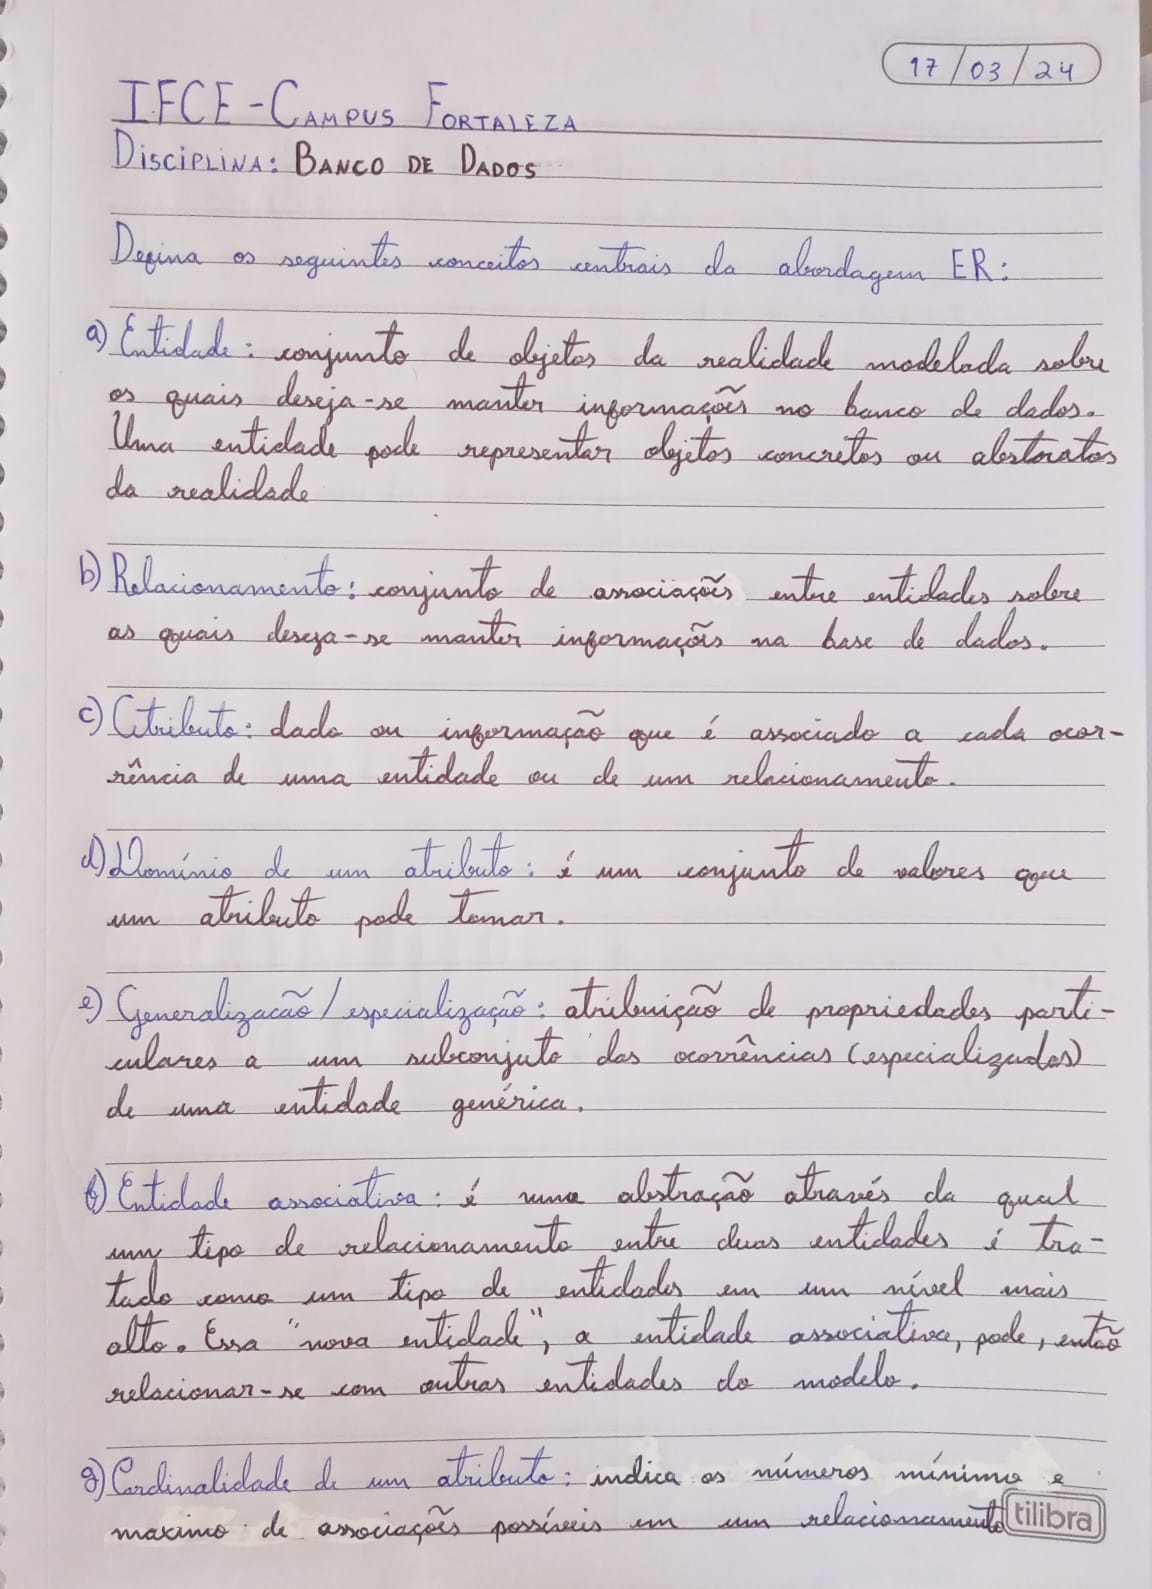 17/03/24
IFCE - CAMPUS FORTALEZA
DISCIPLINA: BANCO DE DADOS
Defina os seguintes conceitos centrais da abordagem ER:
a) Entidade: conjunto de objetos da realidade modelada sobre
os quais deseja-se manter informações no banco de dados.
Uma entidade pode representar objetos concretos ou abstratos
da realidade
b) Relacionamento: conjunto de associações entre entidades sobre
as quais deseja-se manter informações na base de dados.
c) Atributo: dado ou informação que é associado a cada ocor-
rência de uma entidade ou de um relacionamento.
d) Domínio de um atributo: é um conjunto de valores que
um atributo pode tomar.
e) Generalizacão/especialização: atribuição de propriedades parti-
culares a um subconjuto das ocorrências (especializadas)
de uma entidade genérica.
f) Entidade associativa: é uma abstração através da qual
um tipo de relacionamento entre duas entidades é tra-
tado como um tipo de entidades em um nível mais
alto. Essa "nova entidade", a entidade associativa, pode, então
relacionar-se com outras entidades do modelo.
g) Cardinalidade de um atributo: indica os números mínimo e
maximo de associações possíveis em um relacionamento
tilibra